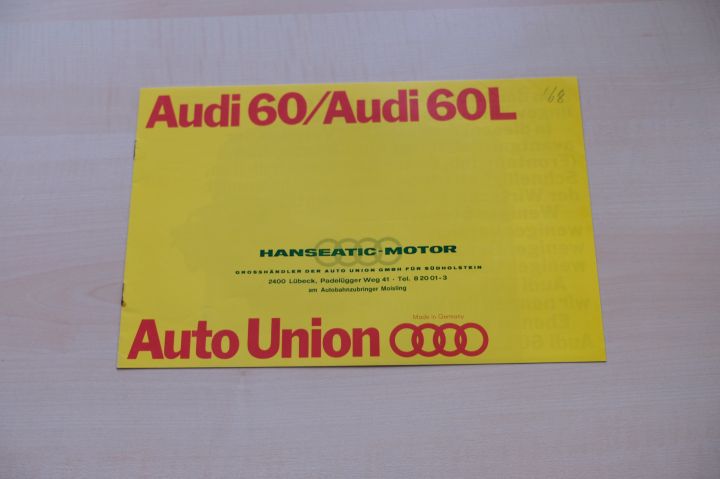 Audi 60/Audi 60L
'68
HANSEATIC-MOTOR
GROSSHÄNDLER DER AUTO UNION GMBH FÜR SÜDHOLSTEIN
2400 Lübeck, Padelügger Weg 41 · Tel. 8 20 01-3
am Autobahnzubringer Moisling
Made in Germany
Auto Union